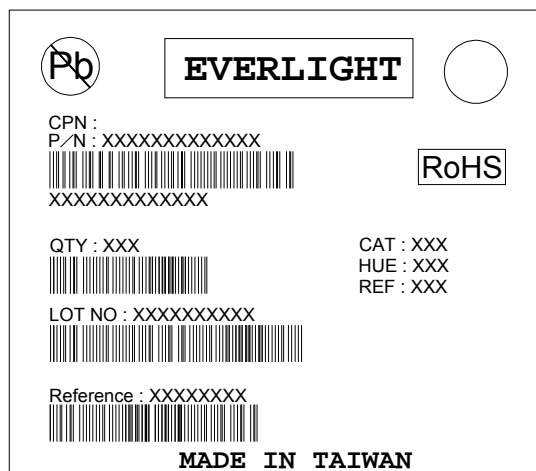 Pb
EVERLIGHT
CPN :
P/N : XXXXXXXXXXXXX
RoHS
XXXXXXXXXXXXX
QTY : XXX
CAT : XXX
HUE : XXX
REF : XXX
LOT NO : XXXXXXXXXX
Reference : XXXXXXXX
MADE IN TAIWAN